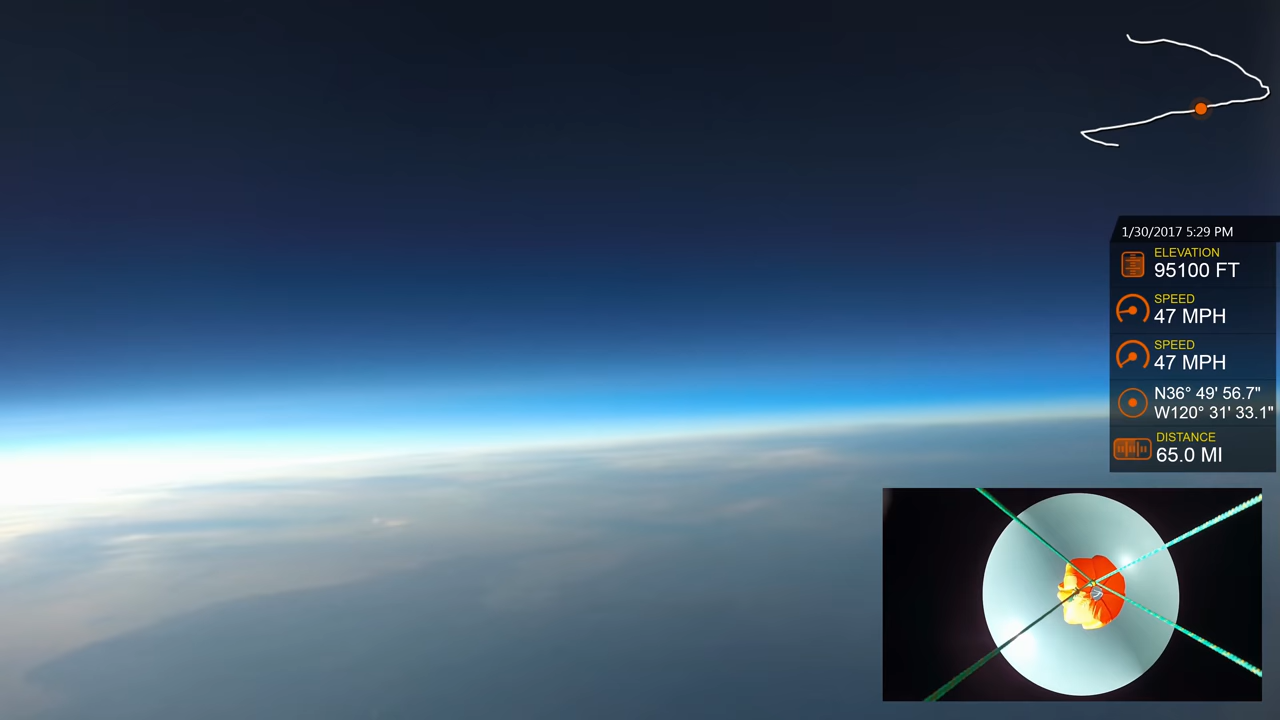 1/30/2017 5:29 PM
ELEVATION
95100 FT
SPEED
47 MPH
SPEED
47 MPH
N36° 49' 56.7"
W120° 31' 33.1"
DISTANCE
65.0 MI